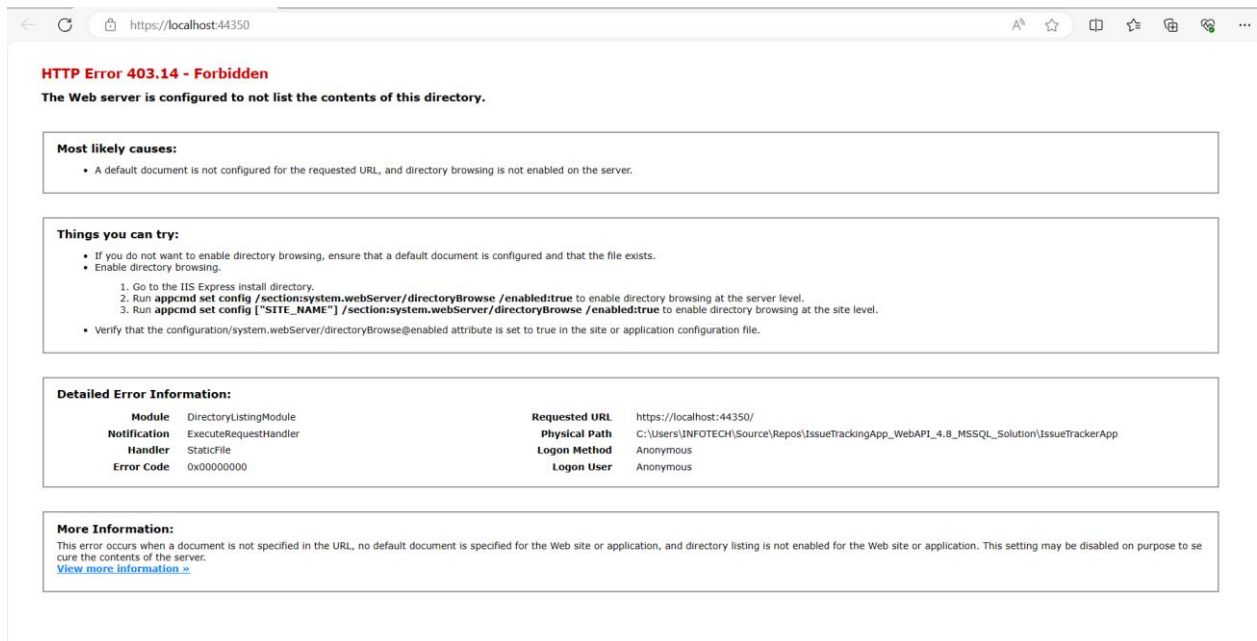 https://localhost:44350
HTTP Error 403.14 - Forbidden
The Web server is configured to not list the contents of this directory.
Most likely causes:
• A default document is not configured for the requested URL, and directory browsing is not enabled on the server.
Things you can try:
• If you do not want to enable directory browsing, ensure that a default document is configured and that the file exists.
• Enable directory browsing.
1. Go to the IIS Express install directory.
2. Run appcmd set config /section:system.webServer/directoryBrowse /enabled:true to enable directory browsing at the server level.
3. Run appcmd set config ["SITE_NAME"] /section:system.webServer/directoryBrowse /enabled:true to enable directory browsing at the site level.
• Verify that the configuration/system.webServer/directoryBrowse@enabled attribute is set to true in the site or application configuration file.
Detailed Error Information:
Module DirectoryListingModule
Notification ExecuteRequestHandler
Handler StaticFile
Error Code 0x00000000
Requested URL https://localhost:44350/
Physical Path C:\Users\INFOTECH\Source\Repos\IssueTrackingApp_WebAPI_4.8_MSSQL_Solution\IssueTrackerApp
Logon Method Anonymous
Logon User Anonymous
More Information:
This error occurs when a document is not specified in the URL, no default document is specified for the Web site or application, and directory listing is not enabled for the Web site or application. This setting may be disabled on purpose to se
cure the contents of the server.
View more information »